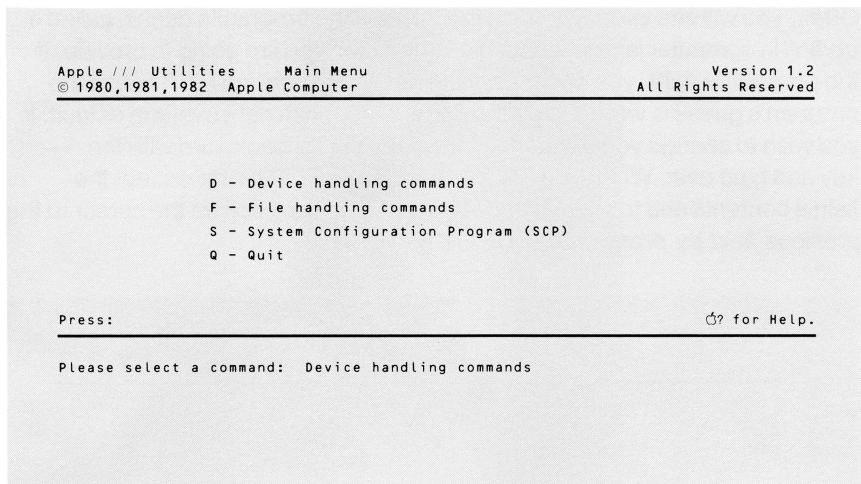 Apple /// Utilities Main Menu Version 1.2
© 1980,1981,1982 Apple Computer All Rights Reserved
D - Device handling commands
F - File handling commands
S - System Configuration Program (SCP)
Q - Quit
Press: ? for Help.
Please select a command: Device handling commands